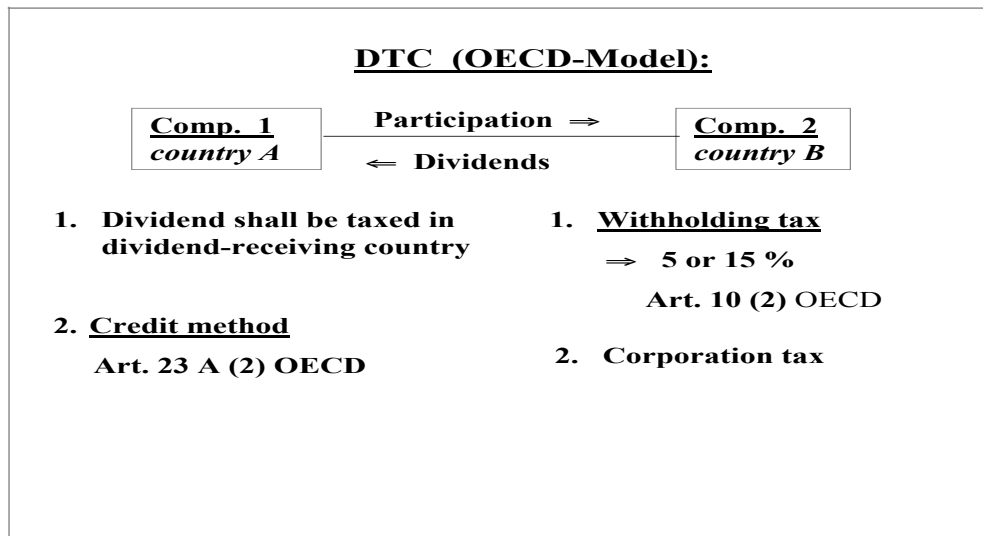 DTC (OECD-Model):
Comp. 1
country A
Participation ⇒
⇐ Dividends
Comp. 2
country B
1. Dividend shall be taxed in
dividend-receiving country
2. Credit method
Art. 23 A (2) OECD
1. Withholding tax
⇒ 5 or 15 %
Art. 10 (2) OECD
2. Corporation tax